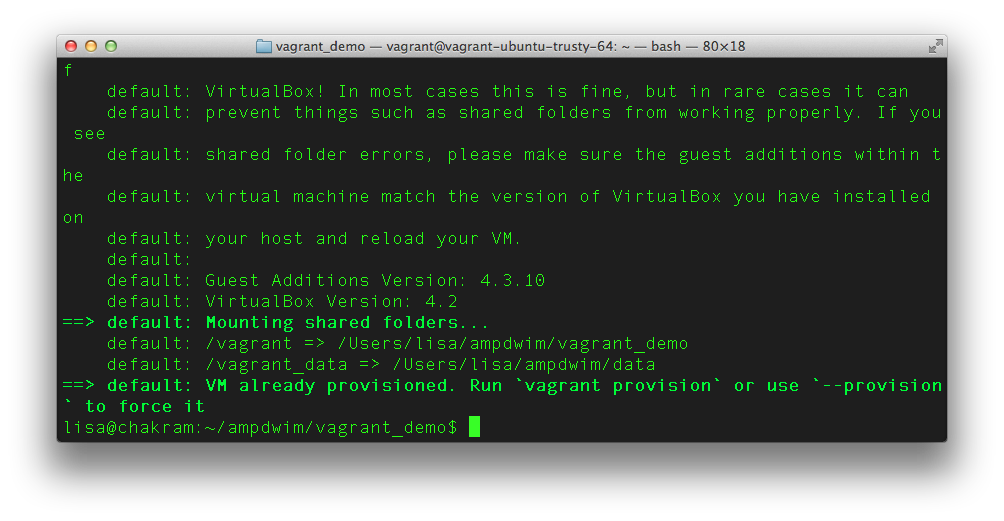 vagrant_demo — vagrant@vagrant-ubuntu-trusty-64: ~ — bash — 80×18
f
    default: VirtualBox! In most cases this is fine, but in rare cases it can
    default: prevent things such as shared folders from working properly. If you
 see
    default: shared folder errors, please make sure the guest additions within t
he
    default: virtual machine match the version of VirtualBox you have installed
on
    default: your host and reload your VM.
    default:
    default: Guest Additions Version: 4.3.10
    default: VirtualBox Version: 4.2
==> default: Mounting shared folders...
    default: /vagrant => /Users/lisa/ampdwim/vagrant_demo
    default: /vagrant_data => /Users/lisa/ampdwim/data
==> default: VM already provisioned. Run `vagrant provision` or use `--provision
` to force it
lisa@chakram:~/ampdwim/vagrant_demo$